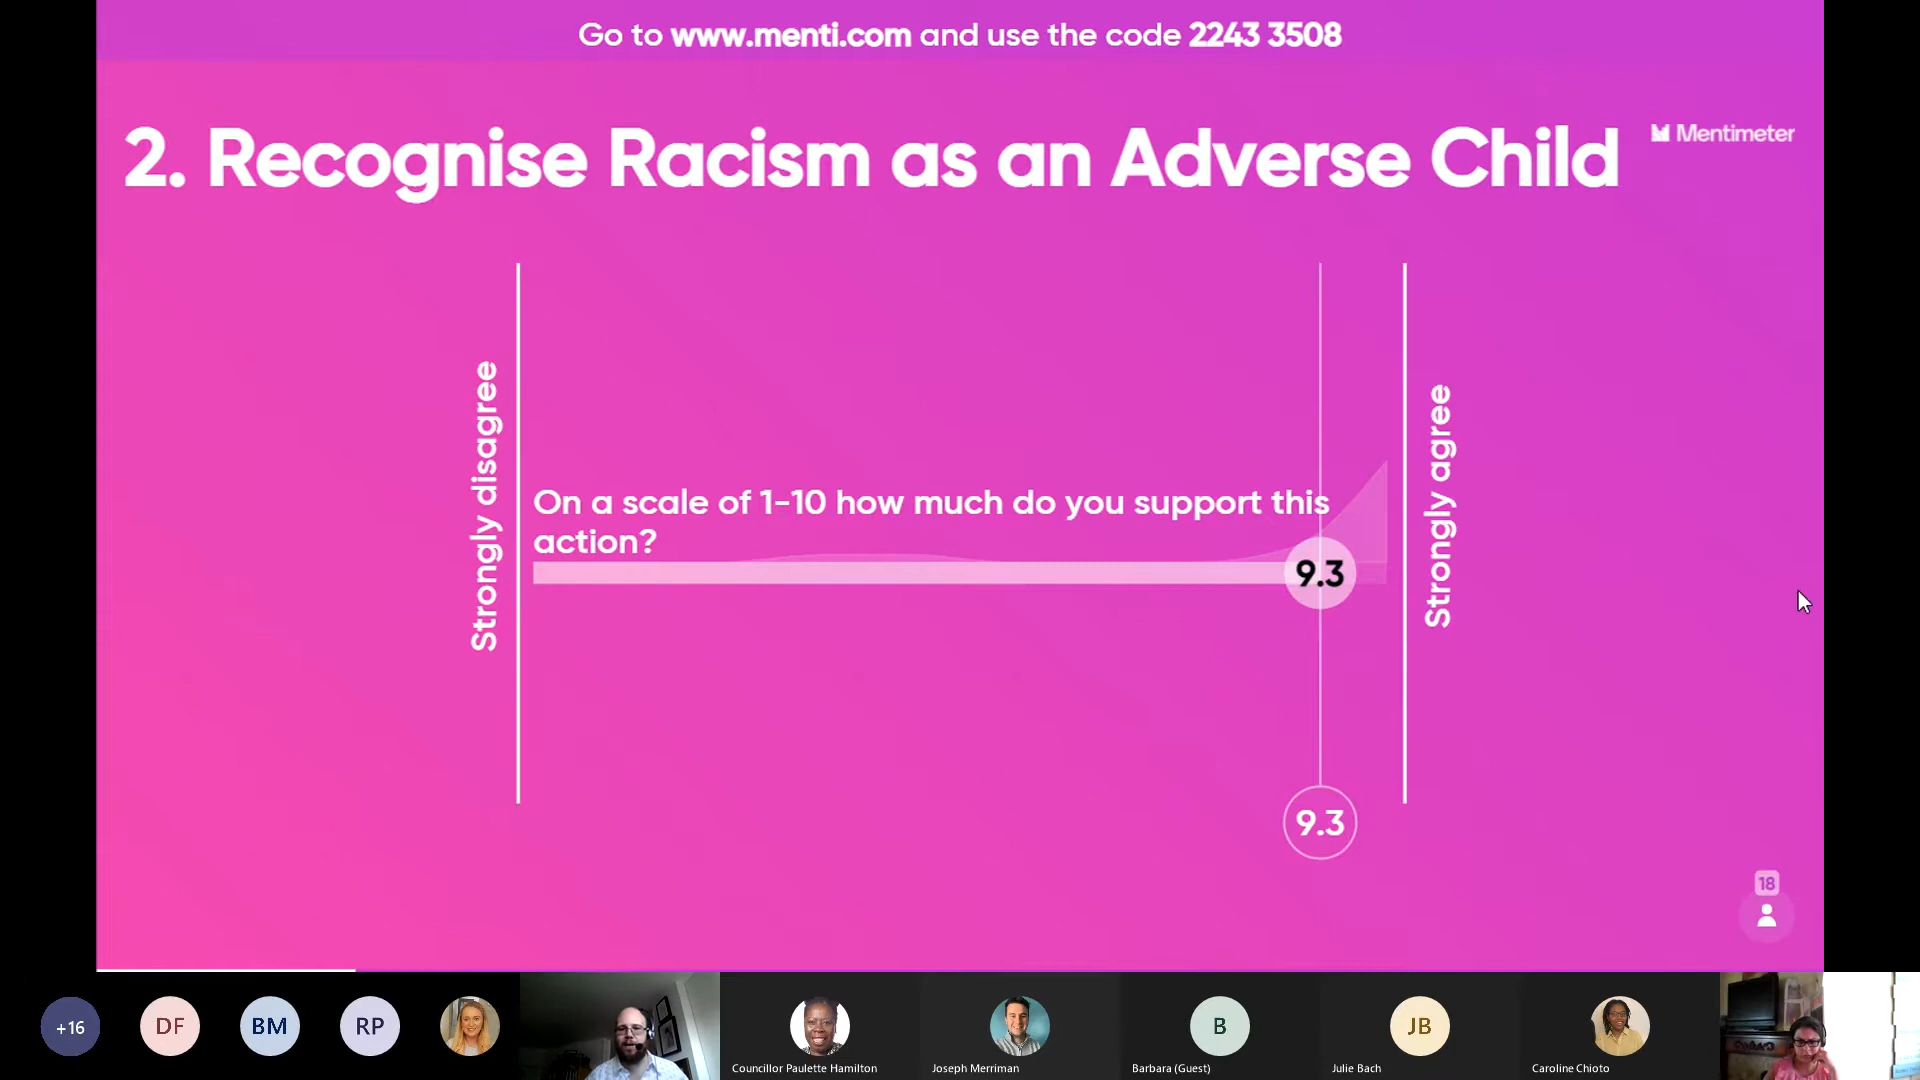 Go to www.menti.com and use the code 2243 3508
2. Recognise Racism as an Adverse Child
Mentimeter
Strongly disagree
On a scale of 1-10 how much do you support this
action?
9.3
Strongly agree
9.3
18
+16
DF
BM
RP
Councillor Paulette Hamilton
Joseph Merriman
B
Barbara (Guest)
JB
Julie Bach
Caroline Chioto